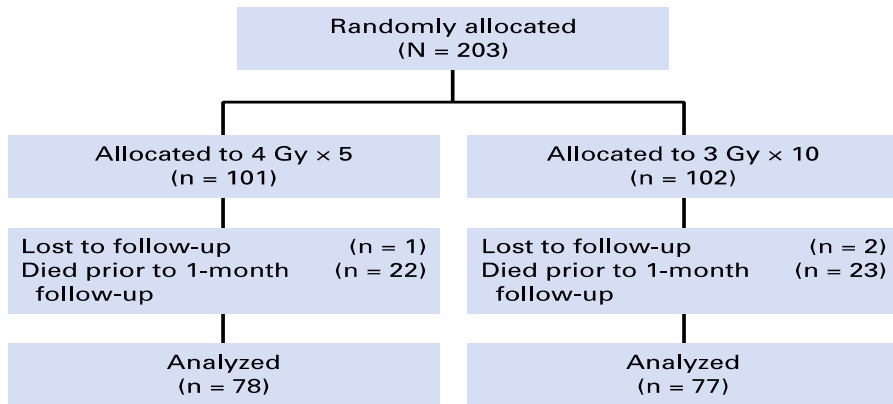 Randomly allocated
(N = 203)
Allocated to 4 Gy × 5
(n = 101)
Allocated to 3 Gy × 10
(n = 102)
Lost to follow-up (n = 1)
Died prior to 1-month (n = 22)
follow-up
Lost to follow-up (n = 2)
Died prior to 1-month (n = 23)
follow-up
Analyzed
(n = 78)
Analyzed
(n = 77)